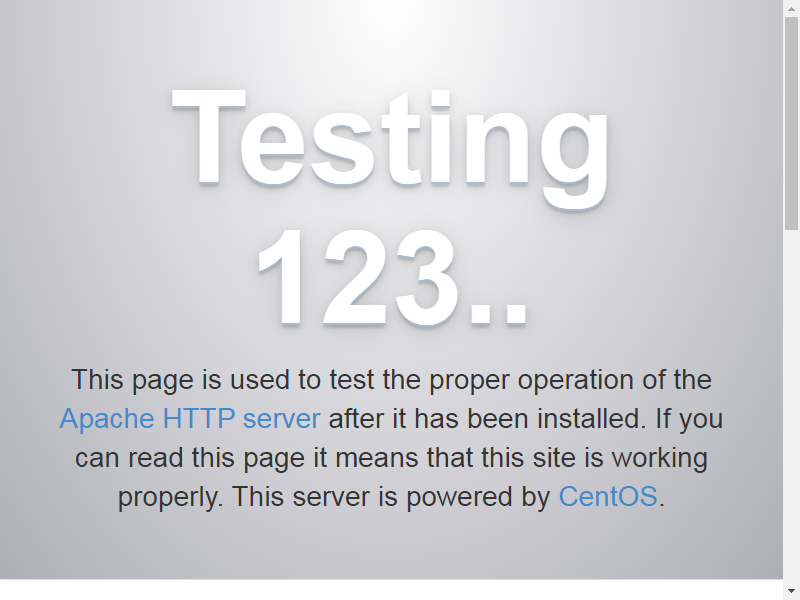 Testing
123..
This page is used to test the proper operation of the
Apache HTTP server after it has been installed. If you
can read this page it means that this site is working
properly. This server is powered by CentOS.